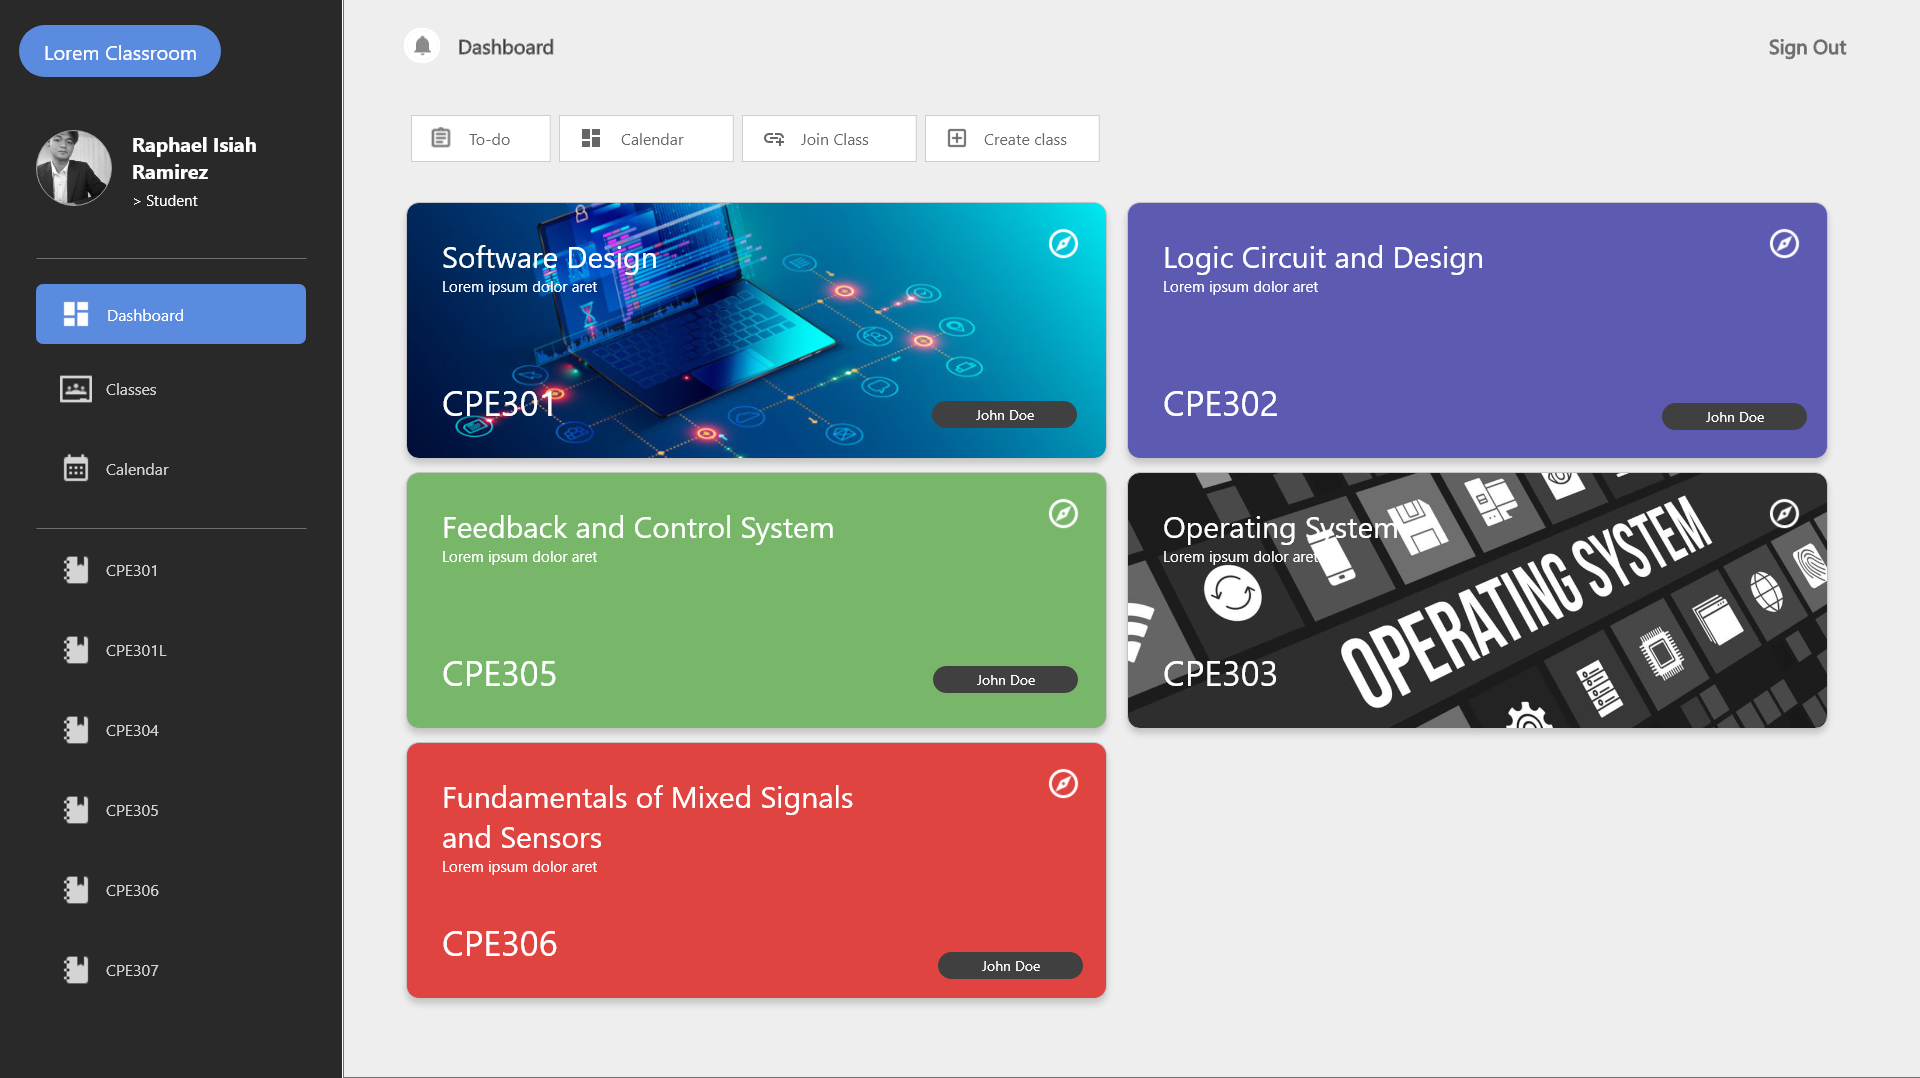 Lorem Classroom
Raphael Isiah
Ramirez
> Student
Dashboard
Classes
Calendar
CPE301
CPE301L
CPE304
CPE305
CPE306
CPE307
Dashboard
Sign Out
To-do
Calendar
Join Class
Create class
Software Design
Lorem ipsum dolor aret
CPE301
John Doe
Logic Circuit and Design
Lorem ipsum dolor aret
CPE302
John Doe
Feedback and Control System
Lorem ipsum dolor aret
CPE305
John Doe
Operating System
Lorem ipsum dolor aret
OPERATING SYSTEM
CPE303
Fundamentals of Mixed Signals
and Sensors
Lorem ipsum dolor aret
CPE306
John Doe